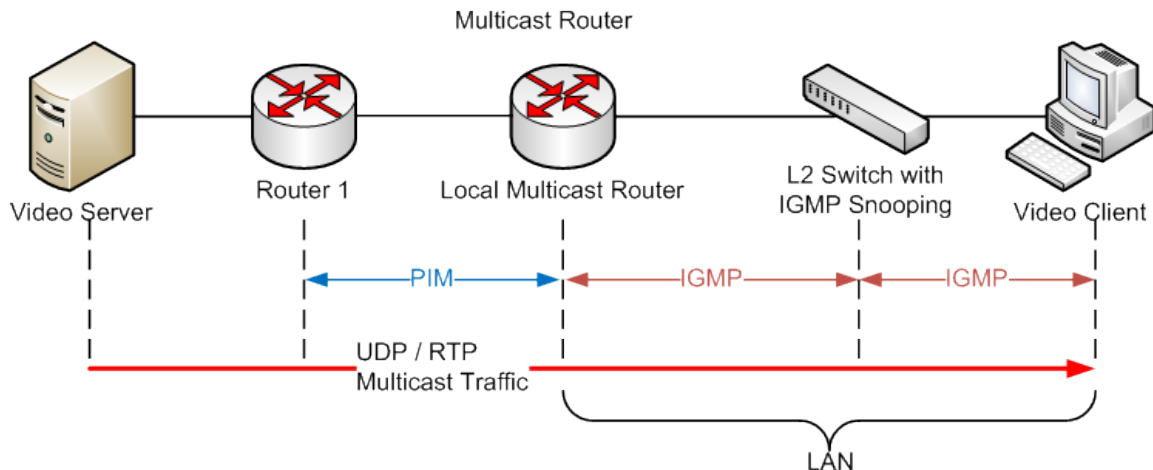 Multicast Router
Video Server
Router 1
Local Multicast Router
L2 Switch with
IGMP Snooping
Video Client
PIM
IGMP
IGMP
UDP / RTP
Multicast Traffic
LAN